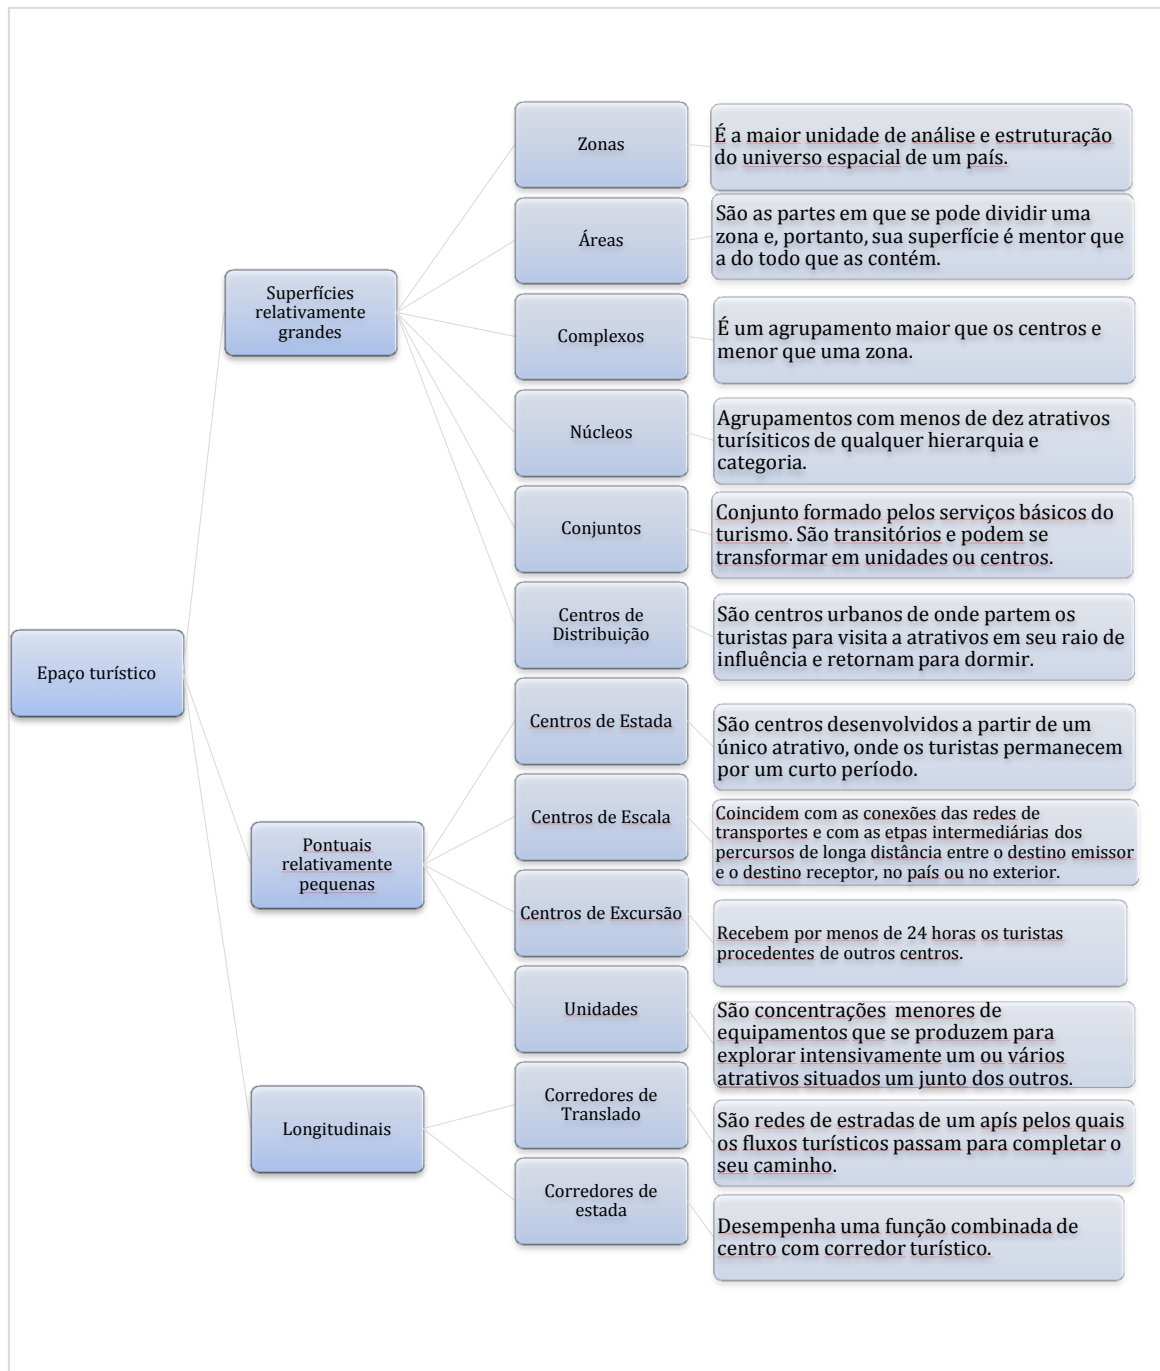 Zonas
É a maior unidade de análise e estruturação
do universo espacial de um país.
Áreas
São as partes em que se pode dividir uma
zona e, portanto, sua superfície é mentor que
a do todo que as contém.
Superfícies
relativamente
grandes
Complexos
É um agrupamento maior que os centros e
menor que uma zona.
Núcleos
Agrupamentos com menos de dez atrativos
turísiticos de qualquer hierarquia e
categoria.
Conjuntos
Conjunto formado pelos serviços básicos do
turismo. São transitórios e podem se
transformar em unidades ou centros.
Centros de
Distribuição
São centros urbanos de onde partem os
turistas para visita a atrativos em seu raio de
influência e retornam para dormir.
Epaço turístico
Centros de Estada
São centros desenvolvidos a partir de um
único atrativo, onde os turistas permanecem
por um curto período.
Centros de Escala
Coincidem com as conexões das redes de
transportes e com as etpas intermediárias dos
percursos de longa distância entre o destino emissor
e o destino receptor, no país ou no exterior.
Pontuais
relativamente
pequenas
Centros de Excursão
Recebem por menos de 24 horas os turistas
procedentes de outros centros.
Unidades
São concentrações  menores de
equipamentos que se produzem para
explorar intensivamente um ou vários
atrativos situados um junto dos outros.
Longitudinais
Corredores de
Translado
São redes de estradas de um apís pelos quais
os fluxos turísticos passam para completar o
seu caminho.
Corredores de
estada
Desempenha uma função combinada de
centro com corredor turístico.